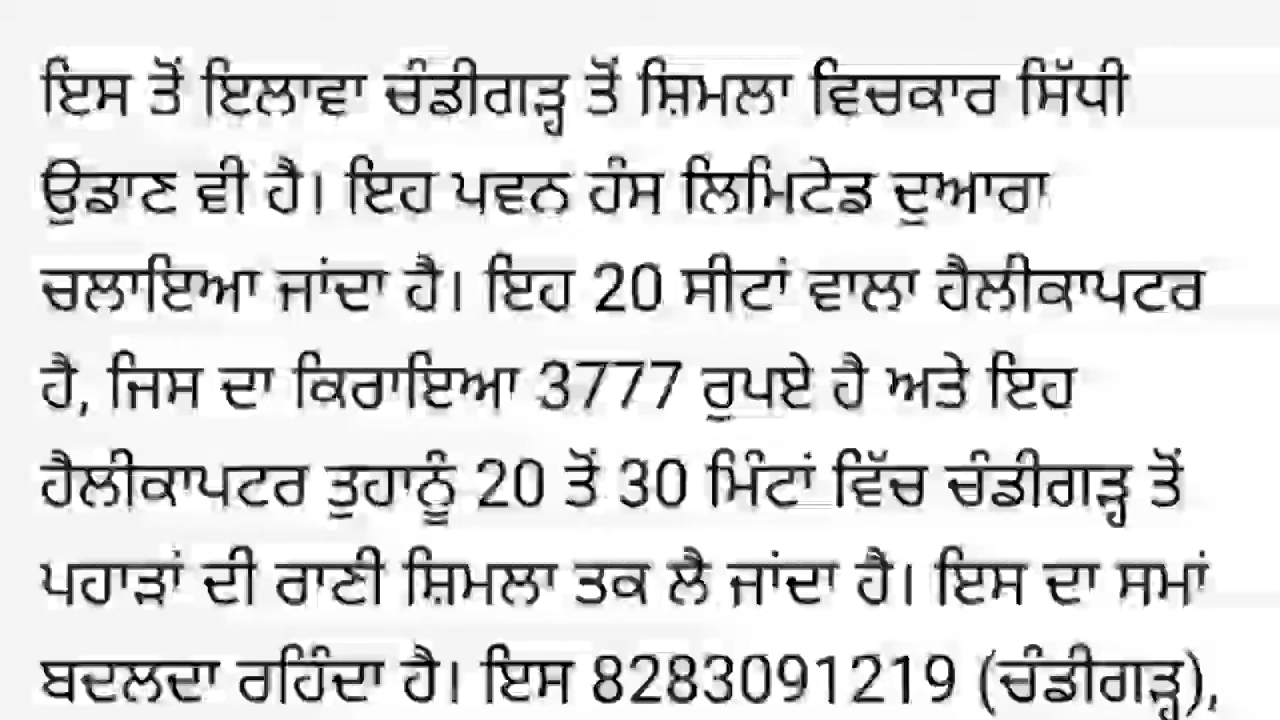 ਇਸ ਤੋਂ ਇਲਾਵਾ ਚੰਡੀਗੜ੍ਹ ਤੋਂ ਸ਼ਿਮਲਾ ਵਿਚਕਾਰ ਸਿੱਧੀ
ਉਡਾਣ ਵੀ ਹੈ। ਇਹ ਪਵਨ ਹੰਸ ਲਿਮਿਟੇਡ ਦੁਆਰਾ
ਚਲਾਇਆ ਜਾਂਦਾ ਹੈ। ਇਹ 20 ਸੀਟਾਂ ਵਾਲਾ ਹੈਲੀਕਾਪਟਰ
ਹੈ, ਜਿਸ ਦਾ ਕਿਰਾਇਆ 3777 ਰੁਪਏ ਹੈ ਅਤੇ ਇਹ
ਹੈਲੀਕਾਪਟਰ ਤੁਹਾਨੂੰ 20 ਤੋਂ 30 ਮਿੰਟਾਂ ਵਿੱਚ ਚੰਡੀਗੜ੍ਹ ਤੋਂ
ਪਹਾੜਾਂ ਦੀ ਰਾਣੀ ਸ਼ਿਮਲਾ ਤਕ ਲੈ ਜਾਂਦਾ ਹੈ। ਇਸ ਦਾ ਸਮਾਂ
ਬਦਲਦਾ ਰਹਿੰਦਾ ਹੈ। ਇਸ 8283091219 (ਚੰਡੀਗੜ੍ਹ),